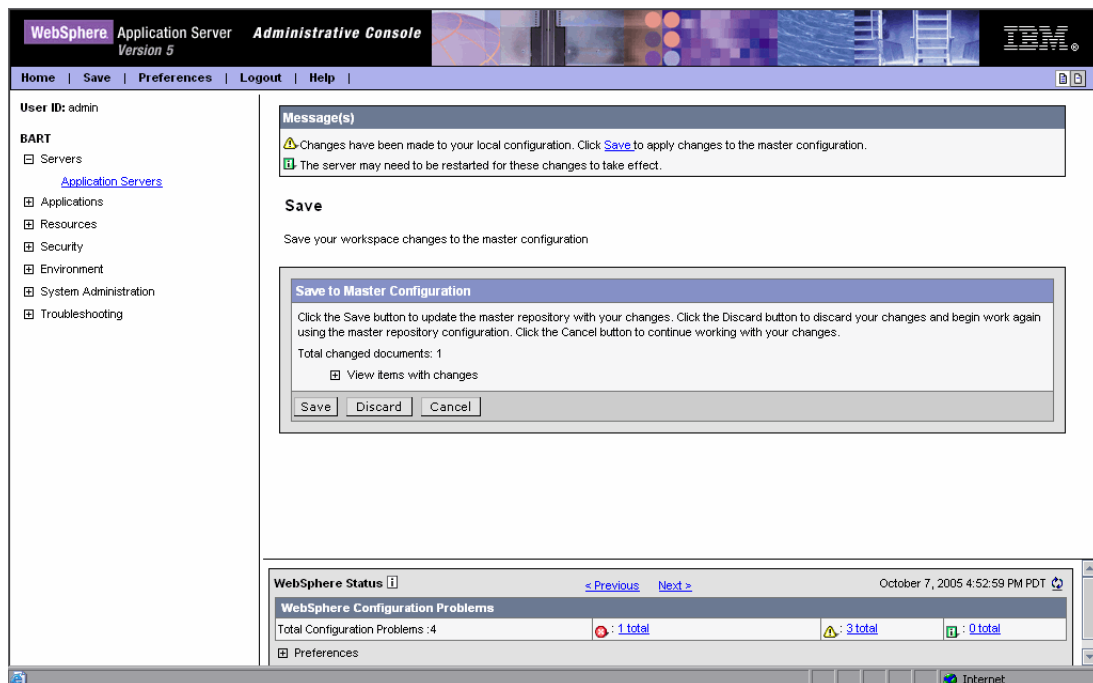 WebSphere Application Server Administrative Console
Version 5
IBM
Home | Save | Preferences | Logout | Help |
User ID: admin
BART
Servers
Application Servers
Applications
Resources
Security
Environment
System Administration
Troubleshooting
Message(s)
Changes have been made to your local configuration. Click Save to apply changes to the master configuration.
The server may need to be restarted for these changes to take effect.
Save
Save your workspace changes to the master configuration
Save to Master Configuration
Click the Save button to update the master repository with your changes. Click the Discard button to discard your changes and begin work again
using the master repository configuration. Click the Cancel button to continue working with your changes.
Total changed documents: 1
View items with changes
Save Discard Cancel
WebSphere Status i < Previous Next > October 7, 2005 4:52:59 PM PDT
WebSphere Configuration Problems
Total Configuration Problems :4 : 1 total : 3 total : 0 total
Preferences
Internet